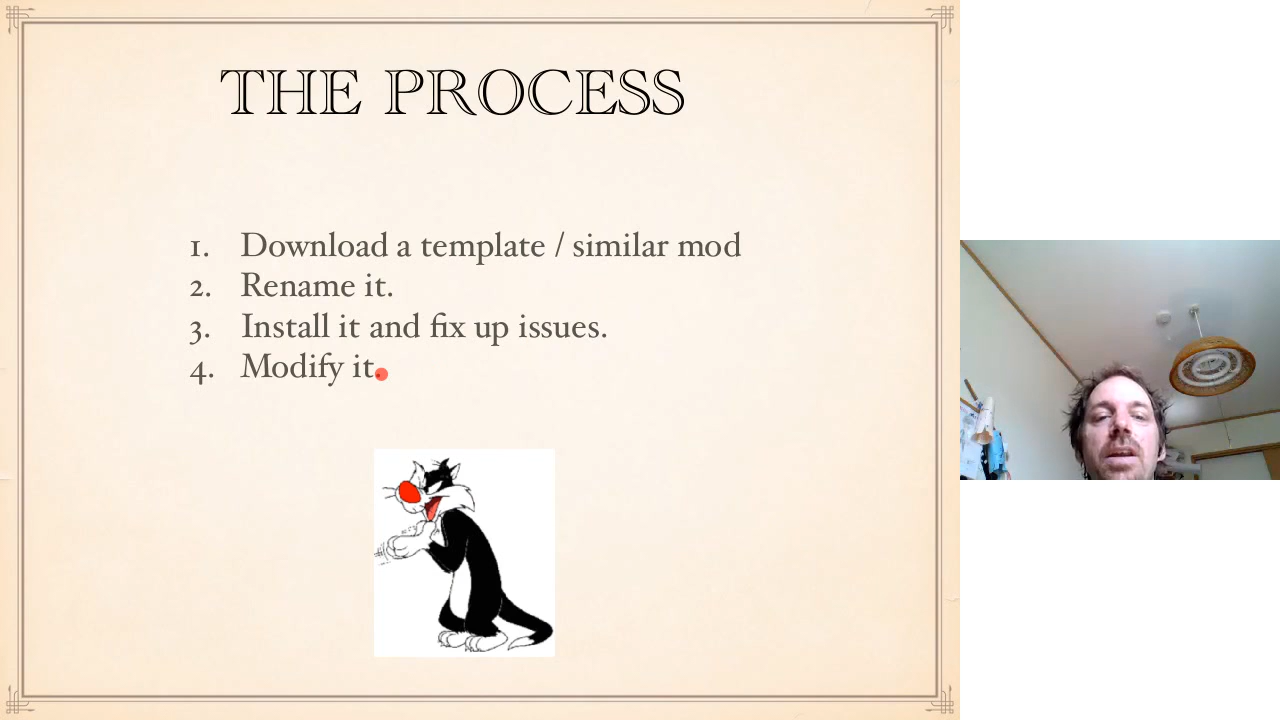 THE PROCESS
1. Download a template / similar mod
2. Rename it.
3. Install it and fix up issues.
4. Modify it.